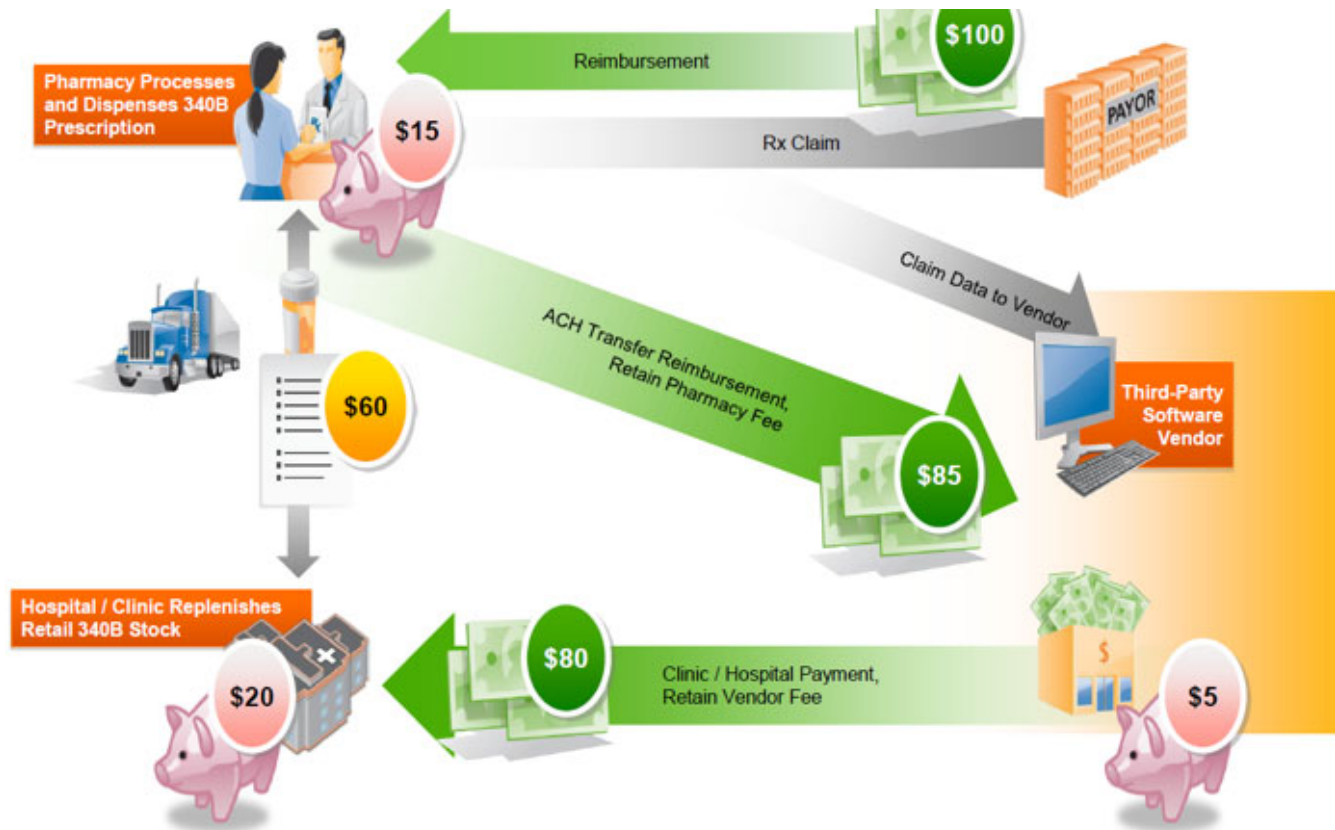 Reimbursement
$100
Pharmacy Processes
and Dispenses 340B
Prescription
$15
Rx Claim
PAYOR
Claim Data to Vendor
ACH Transfer Reimbursement,
Retain Pharmacy Fee
$60
$85
Third-Party
Software
Vendor
Hospital / Clinic Replenishes
Retail 340B Stock
$20
$80
Clinic / Hospital Payment,
Retain Vendor Fee
$
$5